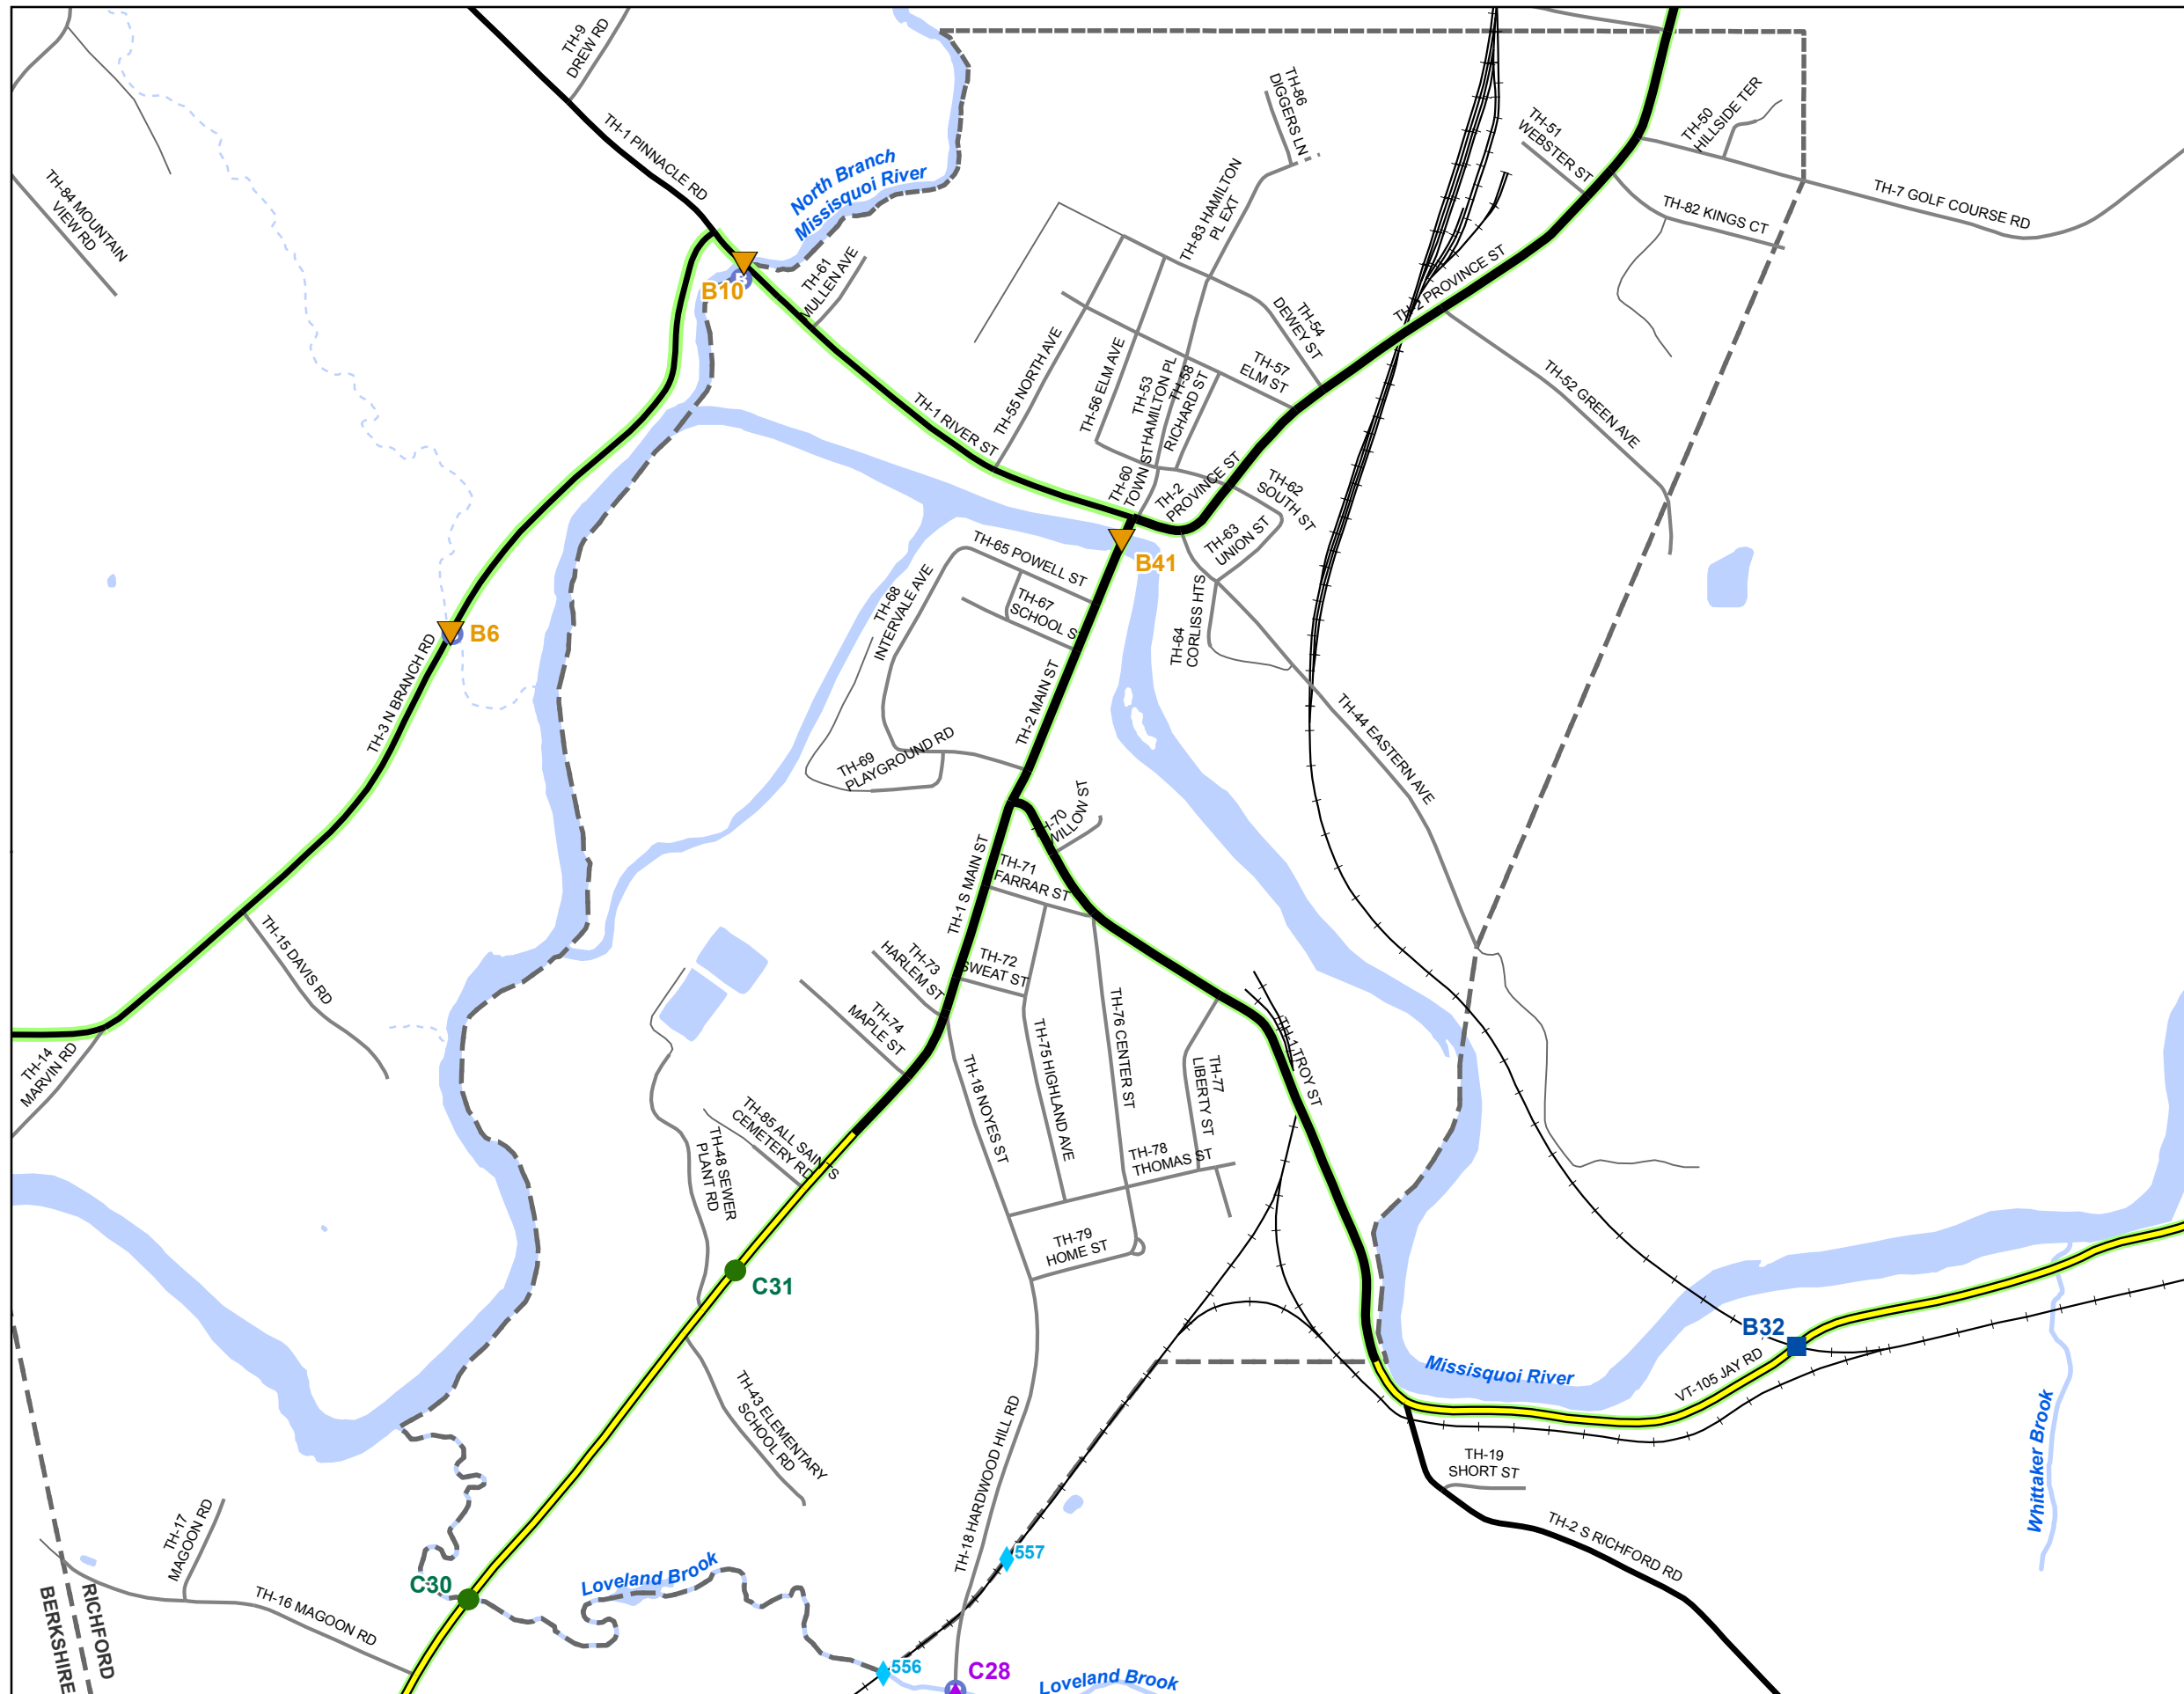 TH-9
DREW RD
TH-1 PINNACLE RD
TH-84 MOUNTAIN
VIEW RD
North Branch
Missisquoi River
TH-86
DIGGERS LN
TH-51
WEBSTER ST
TH-50
HILLSIDE TER
TH-7 GOLF COURSE RD
TH-82 KINGS CT
TH-83 HAMILTON
PL EXT
TH-61
MULLEN AVE
B10
TH-2 PROVINCE ST
TH-54
DEWEY ST
TH-57
ELM ST
TH-52 GREEN AVE
TH-55 NORTH AVE
TH-56 ELM AVE
TH-53
HAMILTON PL
TH-58
RICHARD ST
TH-1 RIVER ST
TH-60
TOWN ST
TH-2
PROVINCE ST
TH-62
SOUTH ST
TH-63
UNION ST
B41
TH-65 POWELL ST
TH-67
SCHOOL S
TH-68
INTERVALE AVE
TH-64
CORLISS HTS
B6
TH-3 N BRANCH RD
TH-2 MAIN ST
TH-44 EASTERN AVE
TH-69
PLAYGROUND RD
TH-70
WILLOW ST
TH-71
FARRAR ST
TH-1 S MAIN ST
TH-15 DAVIS RD
TH-73
HARLEM ST
TH-72
SWEAT ST
TH-74
MAPLE ST
TH-14
MARVIN RD
TH-75 HIGHLAND AVE
TH-76 CENTER ST
TH-77
LIBERTY ST
TH-1 TROY ST
TH-18 NOYES ST
TH-85 ALL SAINTS
CEMETERY RD
TH-48 SEWER
PLANT RD
TH-78
THOMAS ST
TH-79
HOME ST
C31
B32
VT-105 JAY RD
Missisquoi River
TH-43 ELEMENTARY
SCHOOL RD
TH-18 HARDWOOD HILL RD
TH-19
SHORT ST
TH-2 S RICHFORD RD
Whittaker Brook
TH-17
MAGOON RD
TH-16 MAGOON RD
C30
Loveland Brook
557
556
C28
Loveland Brook
RICHFORD
BERKSHIRE